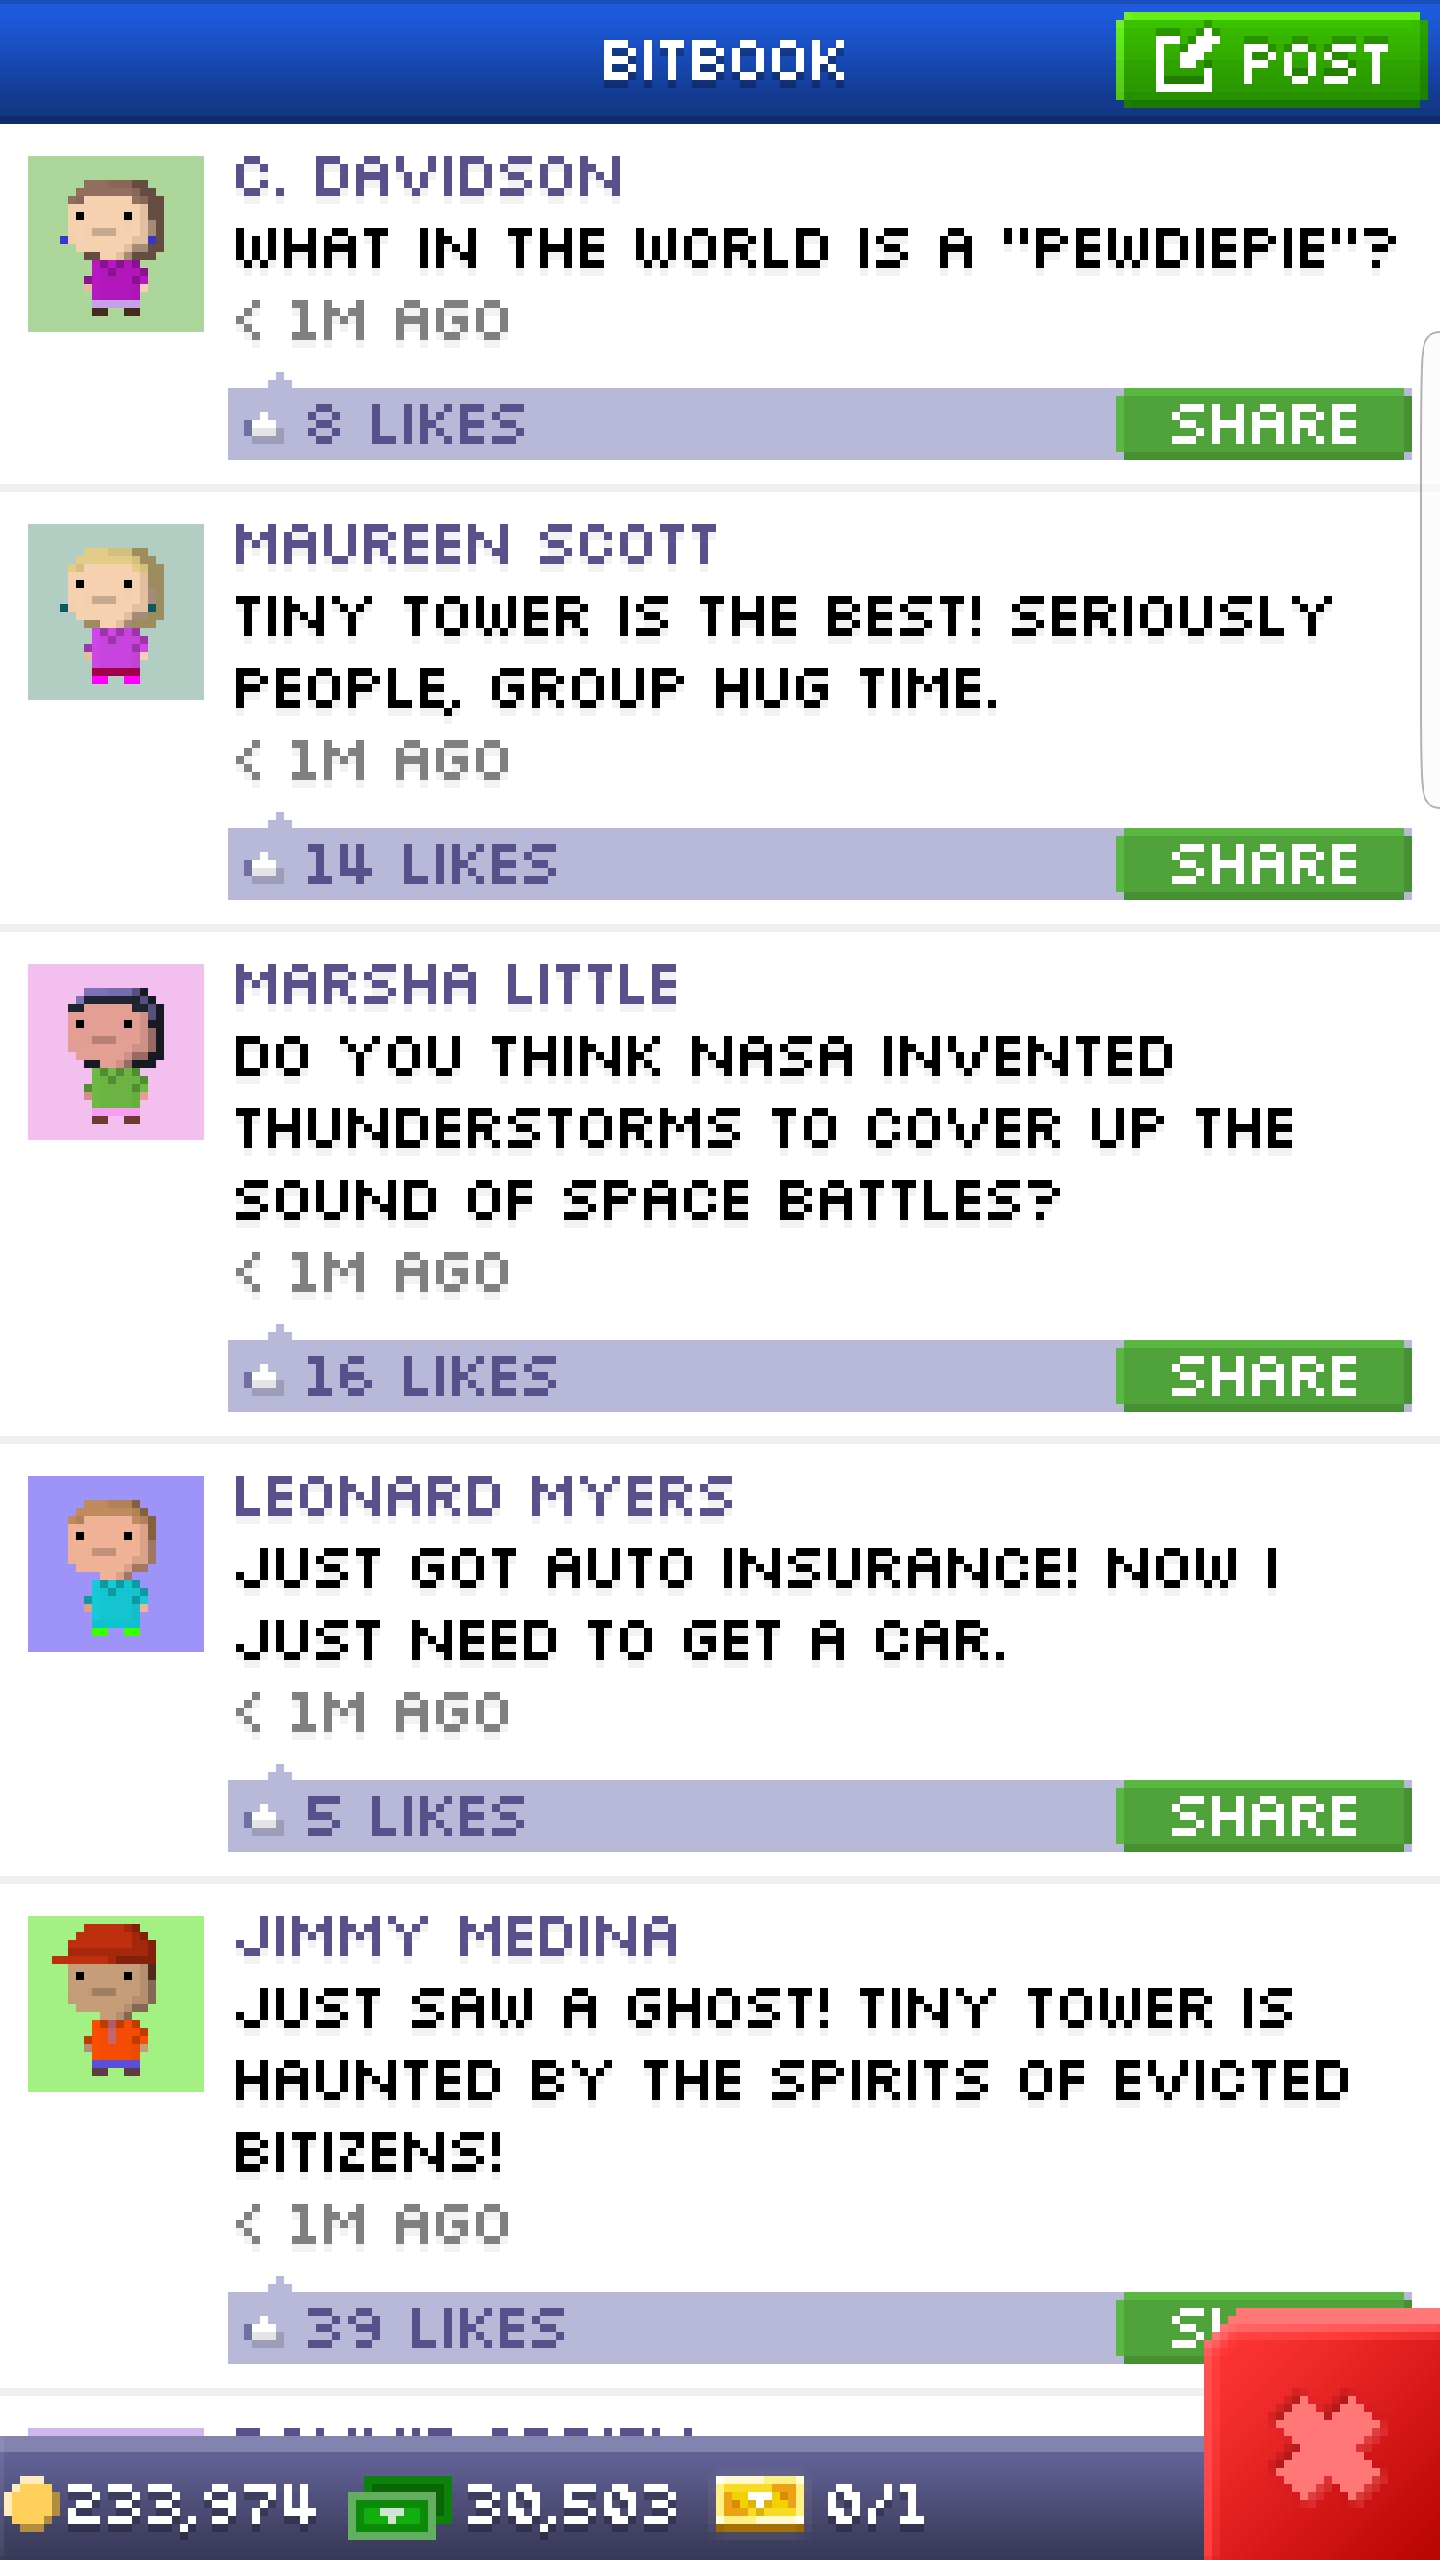 BITBOOK
POST
C. DAVIDSON
WHAT IN THE WORLD IS A "PEWDIEPIE"?
< 1M AGO
8 LIKES
SHARE
MAUREEN SCOTT
TINY TOWER IS THE BEST! SERIOUSLY
PEOPLE, GROUP HUG TIME.
< 1M AGO
14 LIKES
SHARE
MARSHA LITTLE
DO YOU THINK NASA INVENTED
THUNDERSTORMS TO COVER UP THE
SOUND OF SPACE BATTLES?
< 1M AGO
16 LIKES
SHARE
LEONARD MYERS
JUST GOT AUTO INSURANCE! NOW I
JUST NEED TO GET A CAR.
< 1M AGO
5 LIKES
SHARE
JIMMY MEDINA
JUST SAW A GHOST! TINY TOWER IS
HAUNTED BY THE SPIRITS OF EVICTED
BITIZENS!
< 1M AGO
39 LIKES
233,974
30,503
0/1